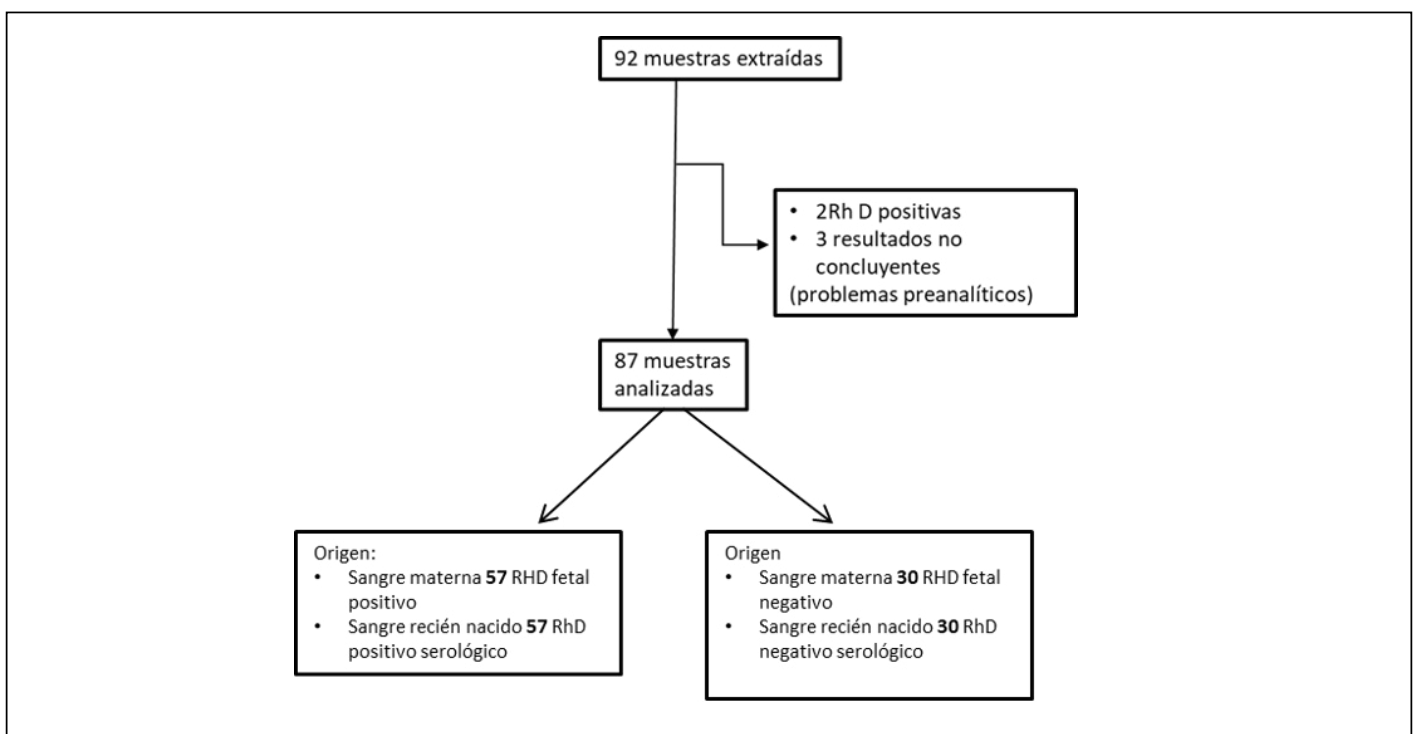 92 muestras extraídas
• 2Rh D positivas
• 3 resultados no
concluyentes
(problemas preanalíticos)
87 muestras
analizadas
Origen:
• Sangre materna 57 RHD fetal
positivo
• Sangre recién nacido 57 RhD
positivo serológico
Origen
• Sangre materna 30 RHD fetal
negativo
• Sangre recién nacido 30 RhD
negativo serológico